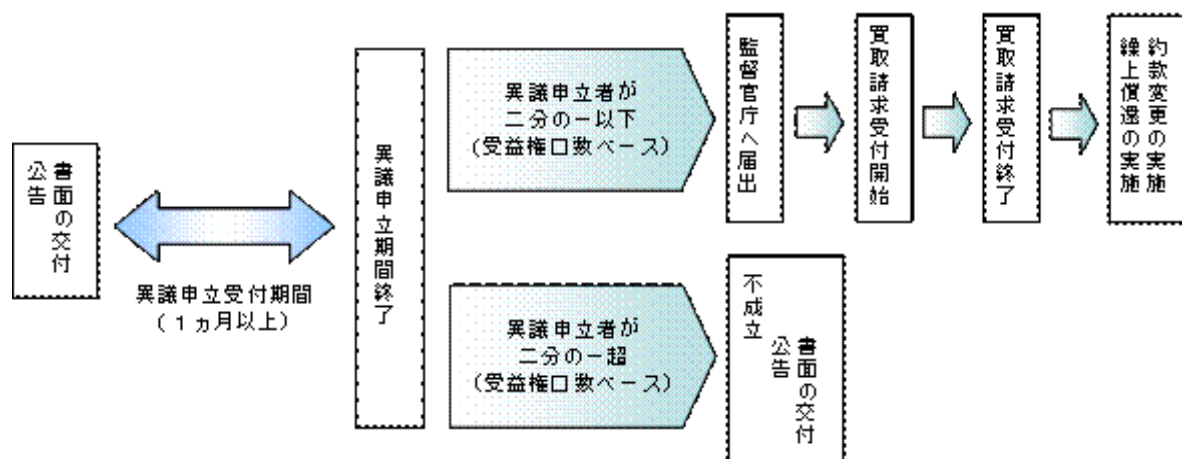 書面の交付
公告
異議申立受付期間
(1ヵ月以上)
異議申立期間終了
異議申立者が
二分の一以下
(受益権口数ベース)
監督官庁へ届出
買取請求受付開始
買取請求受付終了
約款変更の実施
繰上償還の実施
異議申立者が
二分の一超
(受益権口数ベース)
不成立
書面の交付
公告